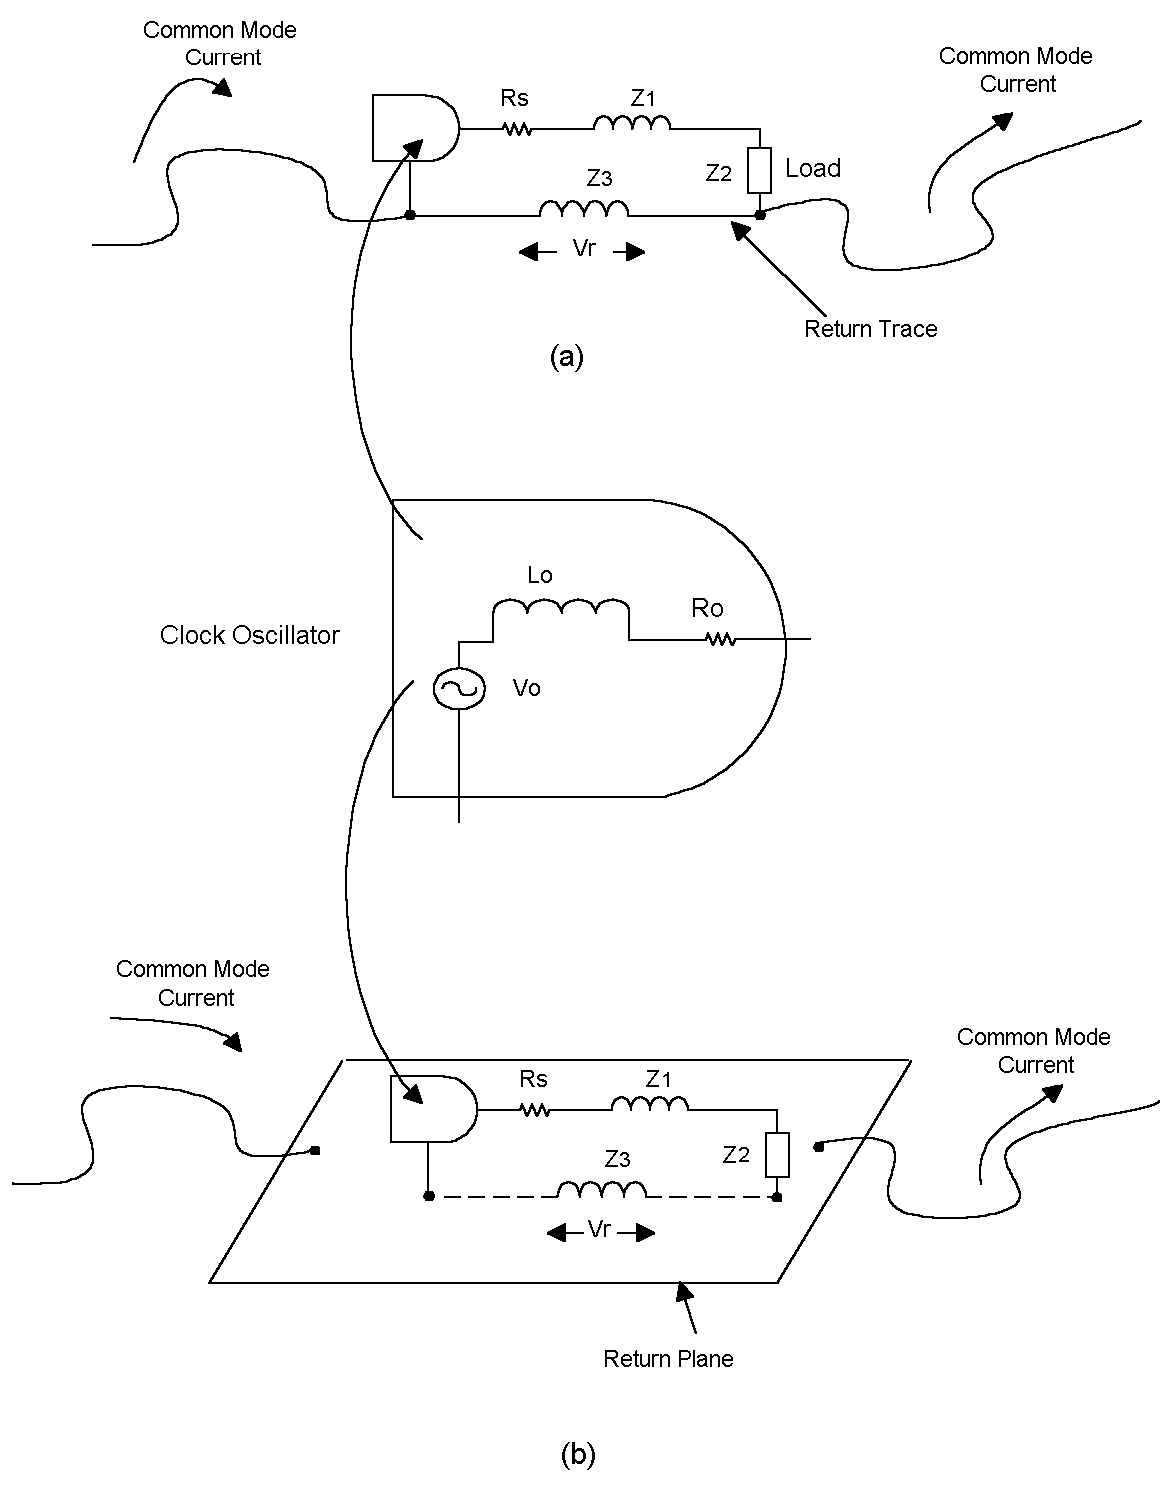 Common Mode
Current
Common Mode
Current
Rs
Z1
Z2
Load
Z3
Vr
Return Trace
(a)
Lo
Ro
Clock Oscillator
Vo
Common Mode
Current
Common Mode
Current
Rs
Z1
Z2
Z3
Vr
Return Plane
(b)